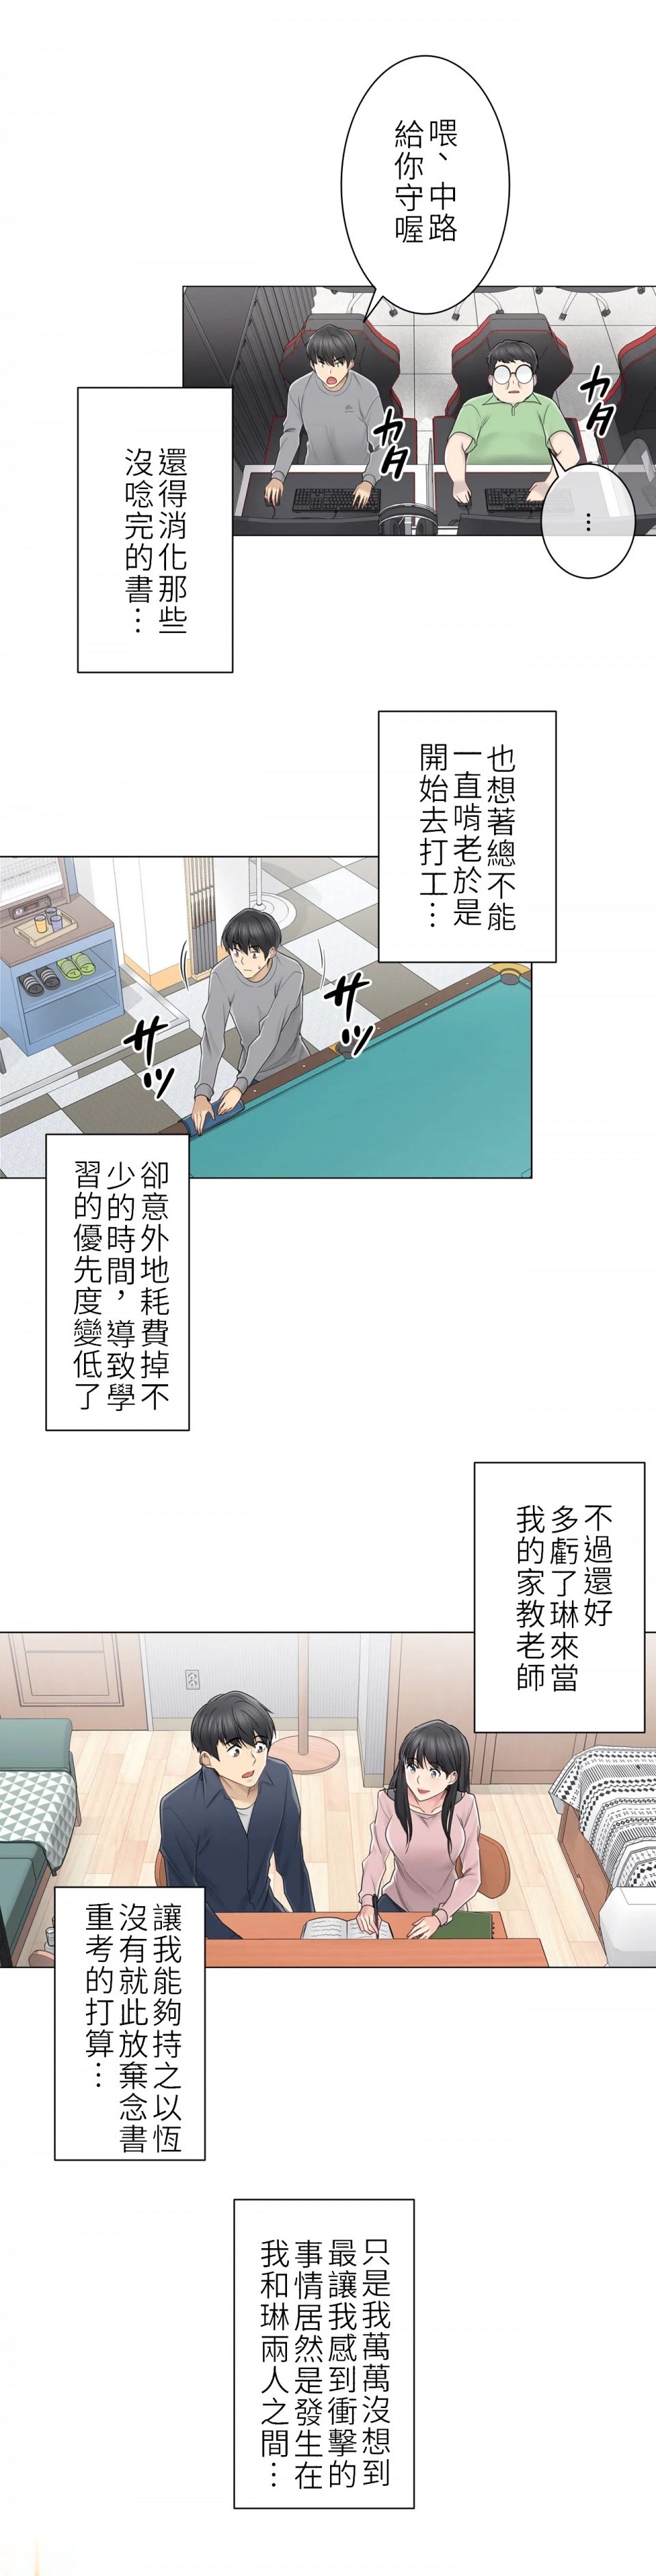 喂、中路
給你守喔
カタ
カタ
…
還得消化那些
沒唸完的書…
也想著總不能
一直啃老於是
開始去打工…
サッ
サッ
卻意外地耗費掉不
少的時間，導致學
習的優先度變低了
不過還好
多虧了琳來當
我的家教老師
讓我能夠持之以恆
沒有就此放棄念書
重考的打算…
只是我萬萬沒想到
最讓我感到衝擊的
事情居然是發生在
我和琳兩人之間…